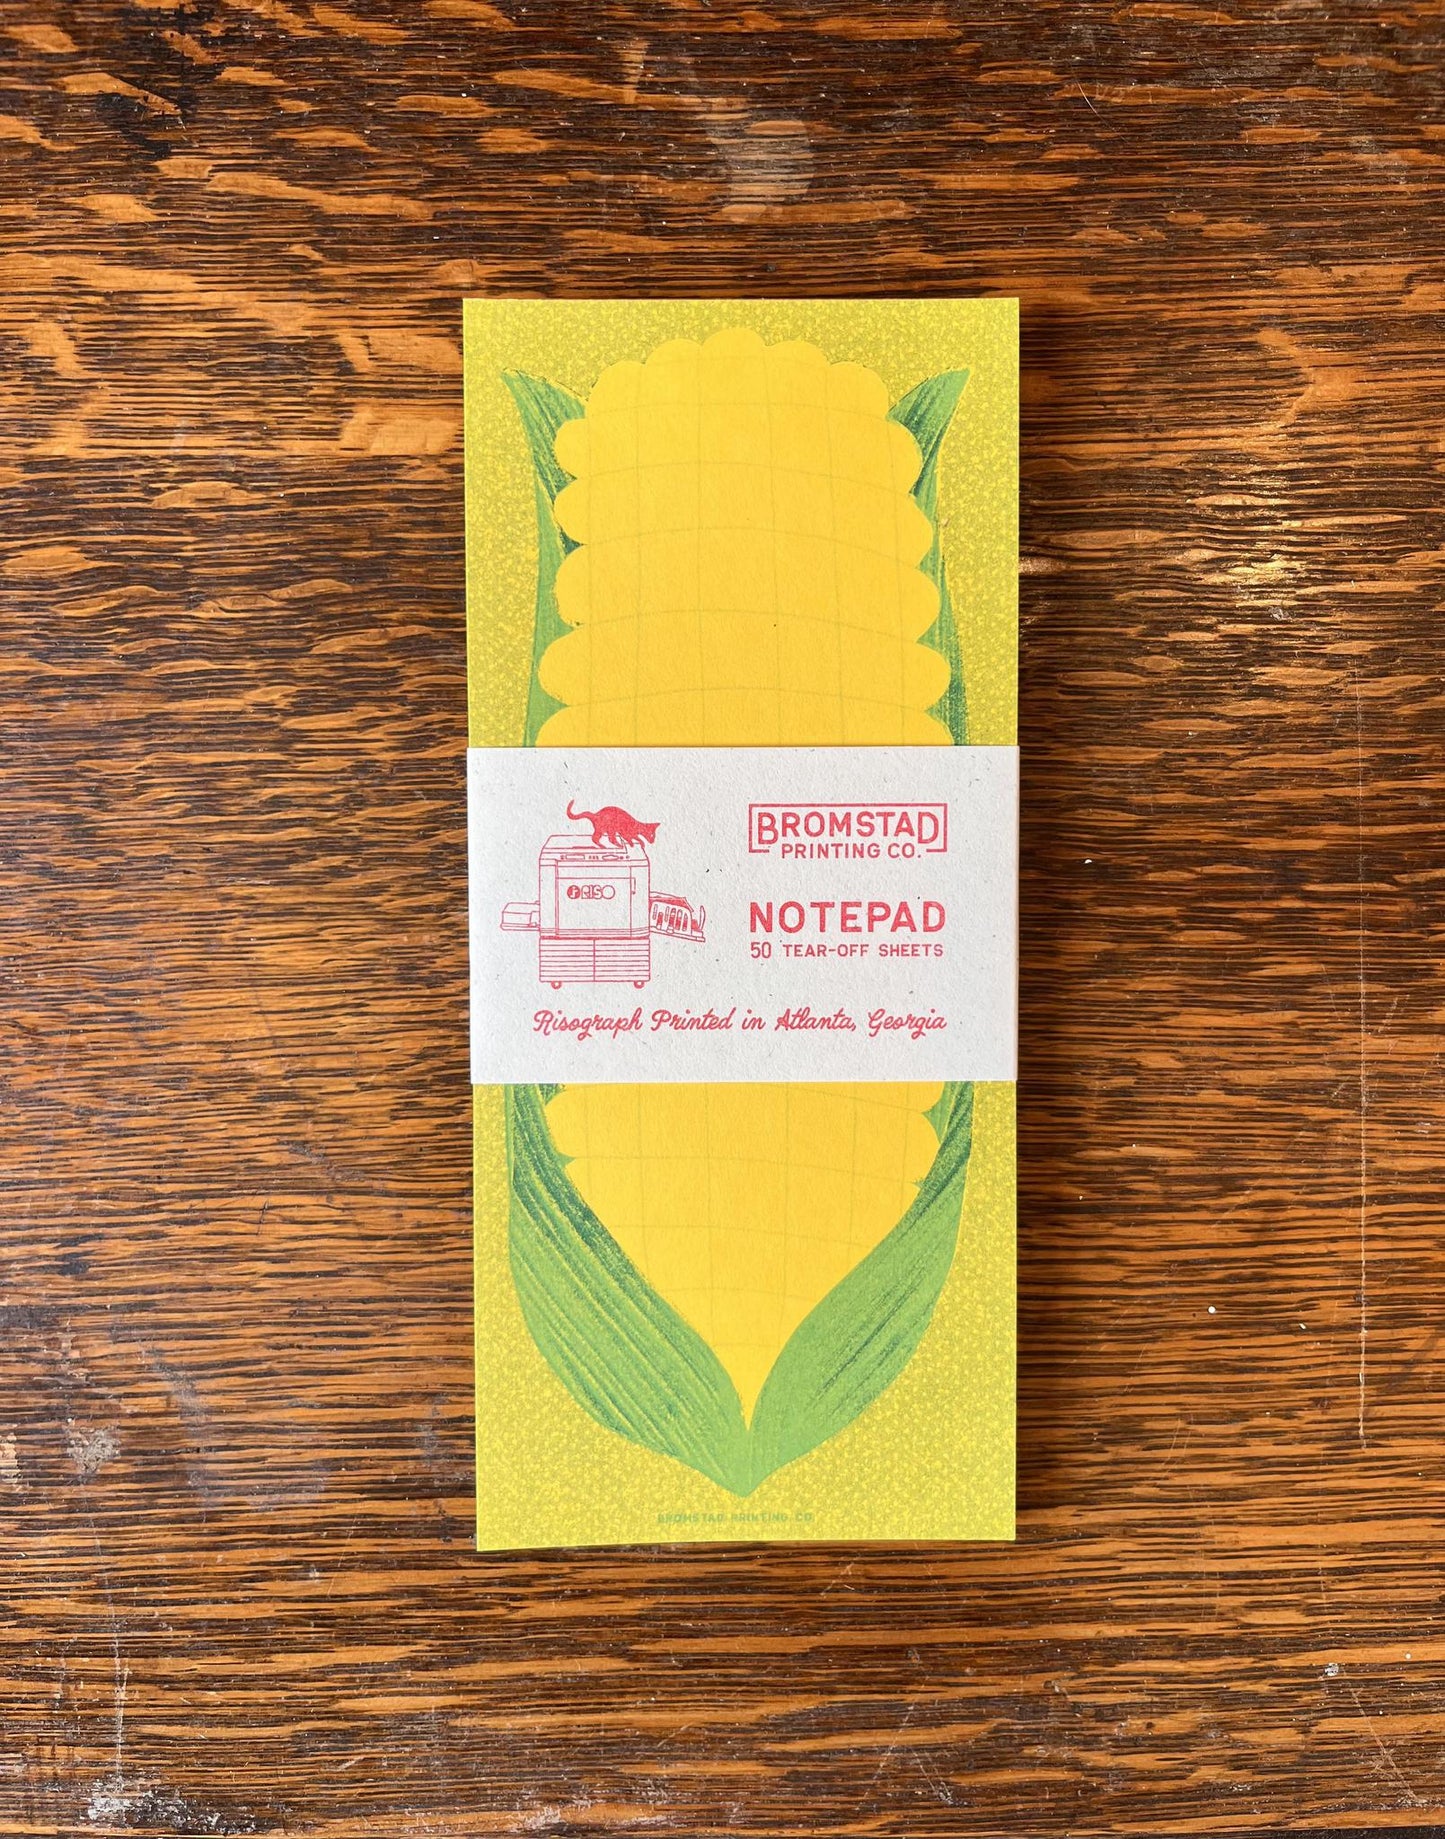 BROMSTAD
PRINTING CO.
RISO
NOTEPAD
50 TEAR-OFF SHEETS
Risograph Printed in Atlanta, Georgia
BROMSTAD PRINTING CO.